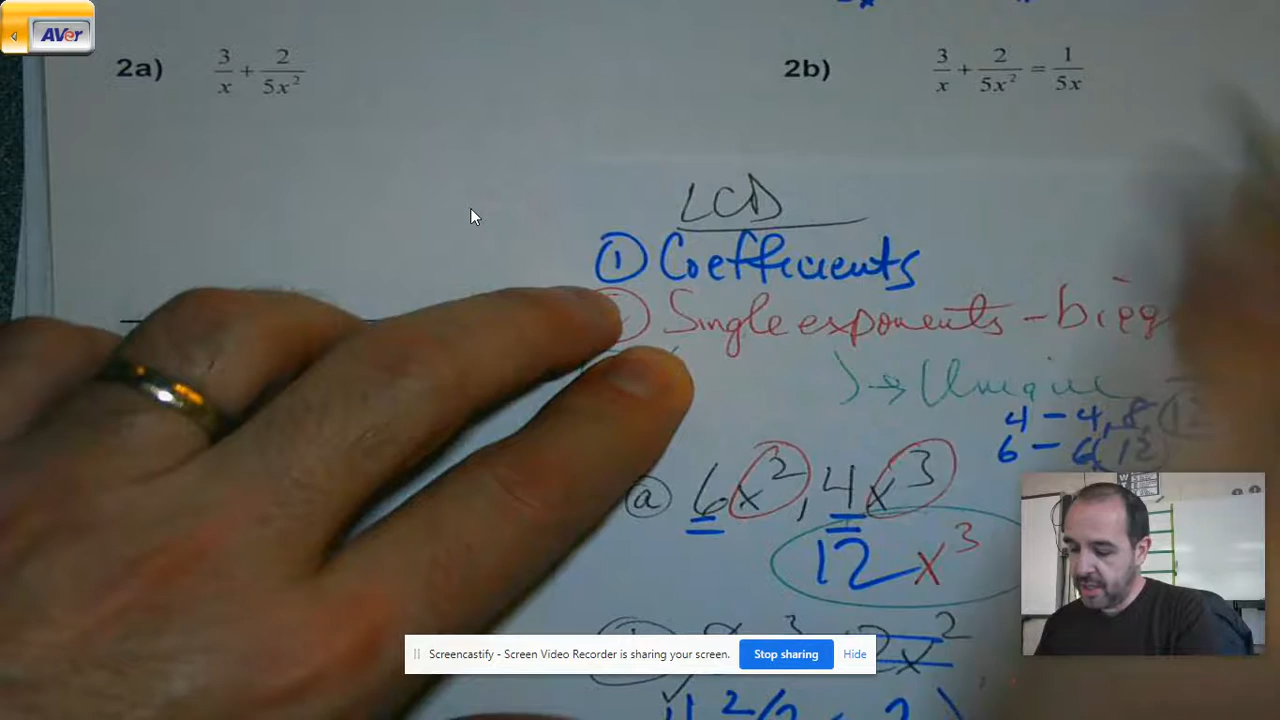 AVer
2a) 3/x + 2/5x²
2b) 3/x + 2/5x² = 1/5x
LCD
① Coefficients
Single exponents - bigg
) → Unique
4 - 4, 8, 12
6 - 6, 12
ⓐ 6x², 4x³
12x³
2x²
Screencastify - Screen Video Recorder is sharing your screen. Stop sharing Hide